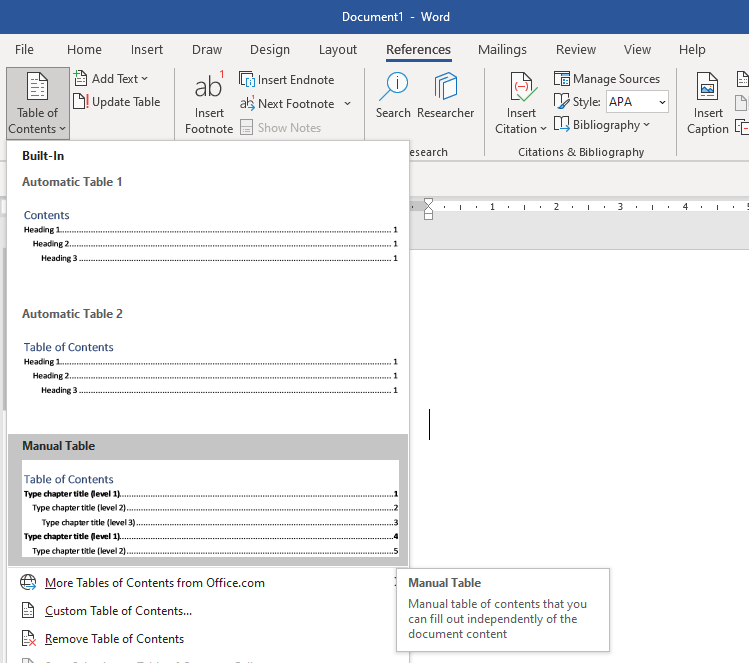 Document1 - Word
File Home Insert Draw Design Layout References Mailings Review View Help
Table of Contents
Add Text
Update Table
ab 1
Insert Footnote
Insert Endnote
ab 1 Next Footnote
Show Notes
Search
Researcher
esearch
Insert Citation
Manage Sources
Style: APA
Bibliography
Citations & Bibliography
Insert Caption
1 2 3 4
Built-In
Automatic Table 1
Contents
Heading 1 1
Heading 2 1
Heading 3 1
Automatic Table 2
Table of Contents
Heading 1 1
Heading 2 1
Heading 3 1
Manual Table
Table of Contents
Type chapter title (level 1) 1
Type chapter title (level 2) 2
Type chapter title (level 3) 3
Type chapter title (level 1) 4
Type chapter title (level 2) 5
More Tables of Contents from Office.com
Custom Table of Contents...
Remove Table of Contents
Manual Table
Manual table of contents that you
can fill out independently of the
document content